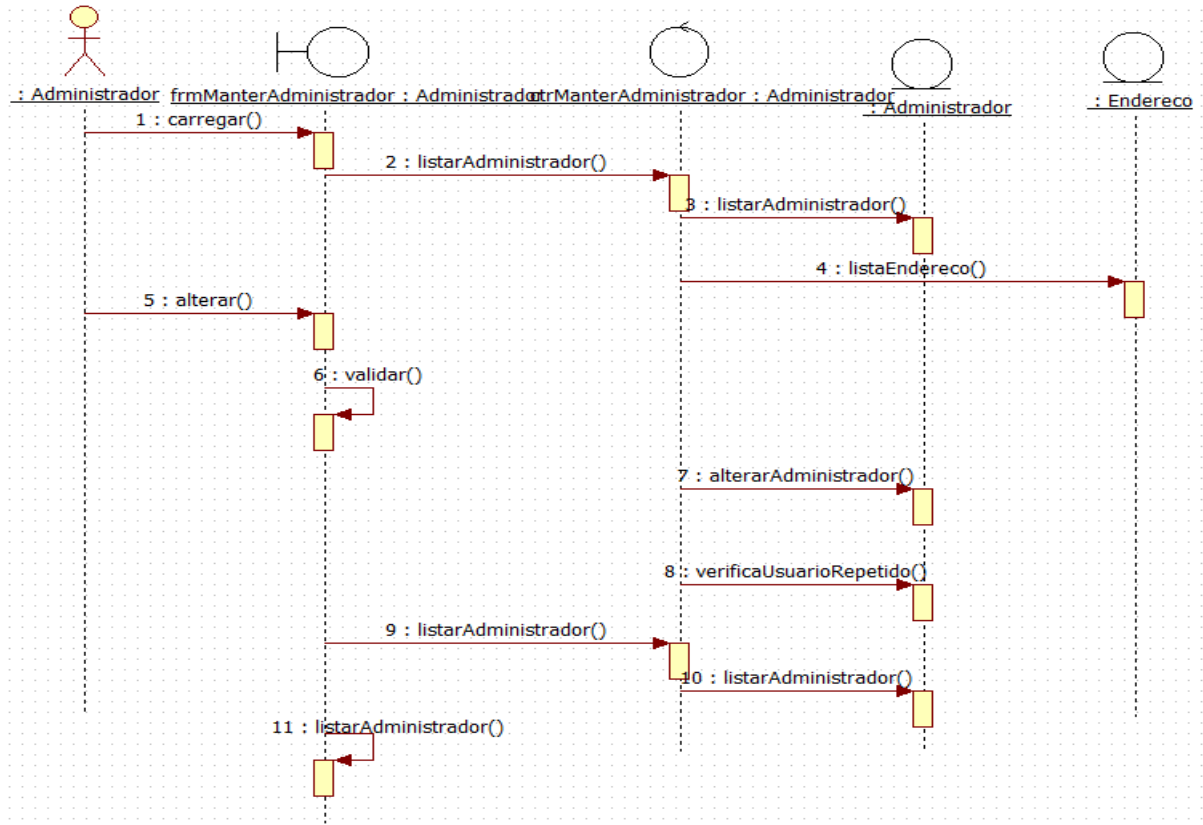 : Administrador
frmManterAdministrador : Administrador
ctrManterAdministrador : Administrador
: Administrador
: Endereco
1 : carregar()
2 : listarAdministrador()
3 : listarAdministrador()
4 : listaEndereco()
5 : alterar()
6 : validar()
7 : alterarAdministrador()
8 : verificaUsuarioRepetido()
9 : listarAdministrador()
10 : listarAdministrador()
11 : listarAdministrador()